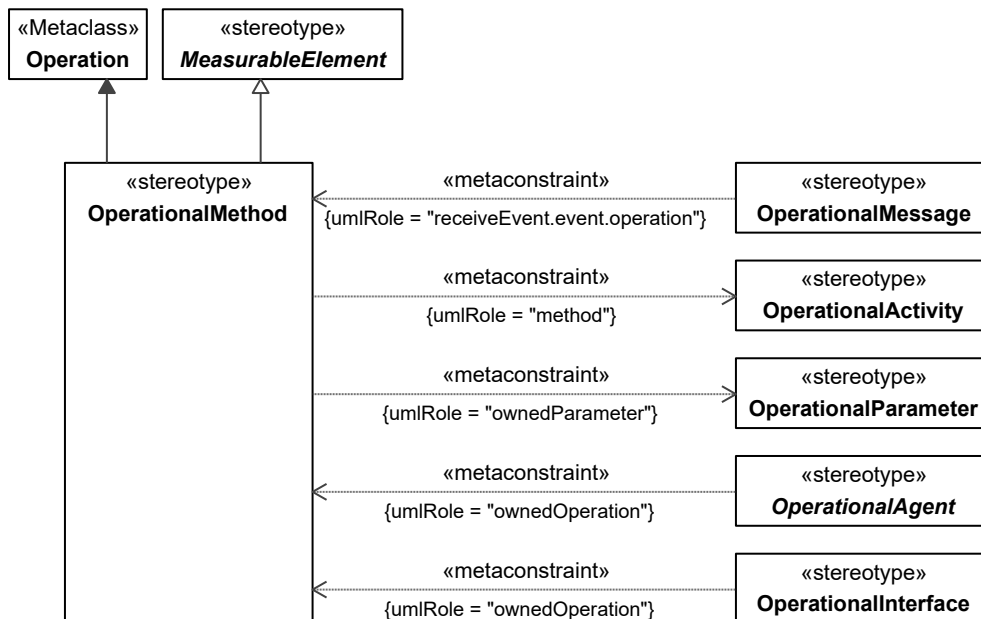 «Metaclass»
Operation
«stereotype»
MeasurableElement
«stereotype»
OperationalMethod
«metaconstraint»
{umlRole = "receiveEvent.event.operation"}
«stereotype»
OperationalMessage
«metaconstraint»
{umlRole = "method"}
«stereotype»
OperationalActivity
«metaconstraint»
{umlRole = "ownedParameter"}
«stereotype»
OperationalParameter
«metaconstraint»
{umlRole = "ownedOperation"}
«stereotype»
OperationalAgent
«metaconstraint»
{umlRole = "ownedOperation"}
«stereotype»
OperationalInterface